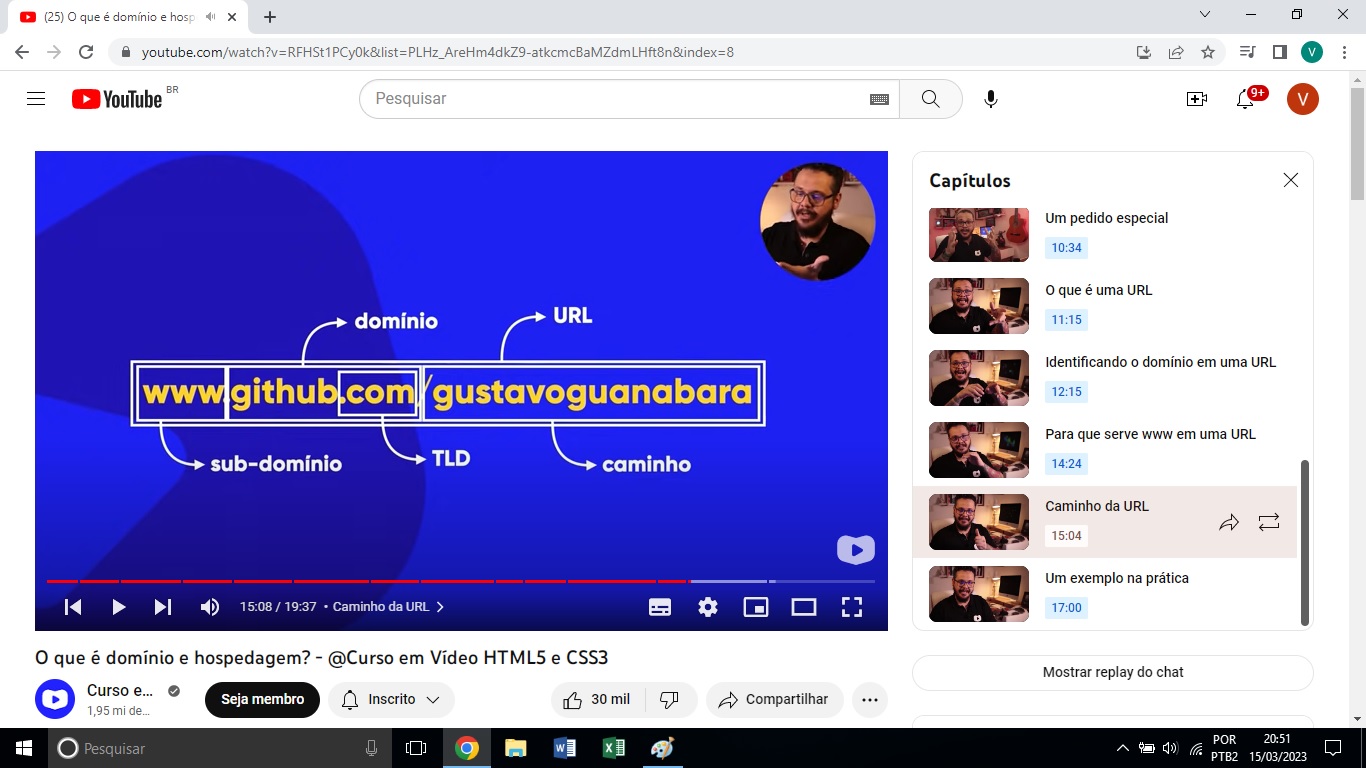 (25) O que é domínio e hosp
youtube.com/watch?v=RFHSt1PCy0k&list=PLHz_AreHm4dkZ9-atkcmcBaMZdmLHft8n&index=8
V
YouTube BR
Pesquisar
9+
V
domínio
URL
www.github.com/gustavoguanabara
sub-domínio
TLD
caminho
15:08 / 19:37 • Caminho da URL
O que é domínio e hospedagem? - @Curso em Vídeo HTML5 e CSS3
Curso e...
1,95 mi de...
Seja membro
Inscrito
30 mil
Compartilhar
Capítulos
Um pedido especial
10:34
O que é uma URL
11:15
Identificando o domínio em uma URL
12:15
Para que serve www em uma URL
14:24
Caminho da URL
15:04
Um exemplo na prática
17:00
Mostrar replay do chat
Pesquisar
POR
PTB2
20:51
15/03/2023